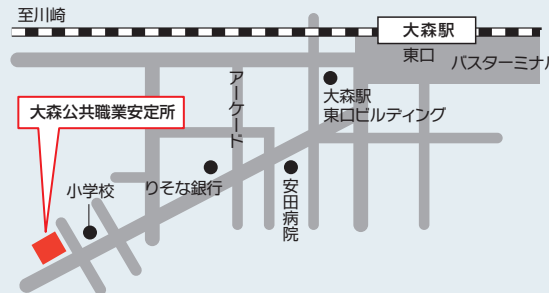 至川崎
大森駅
東口
バスターミナル
大森駅
東口ビルディング
アーケード
大森公共職業安定所
小学校
りそな銀行
安田病院